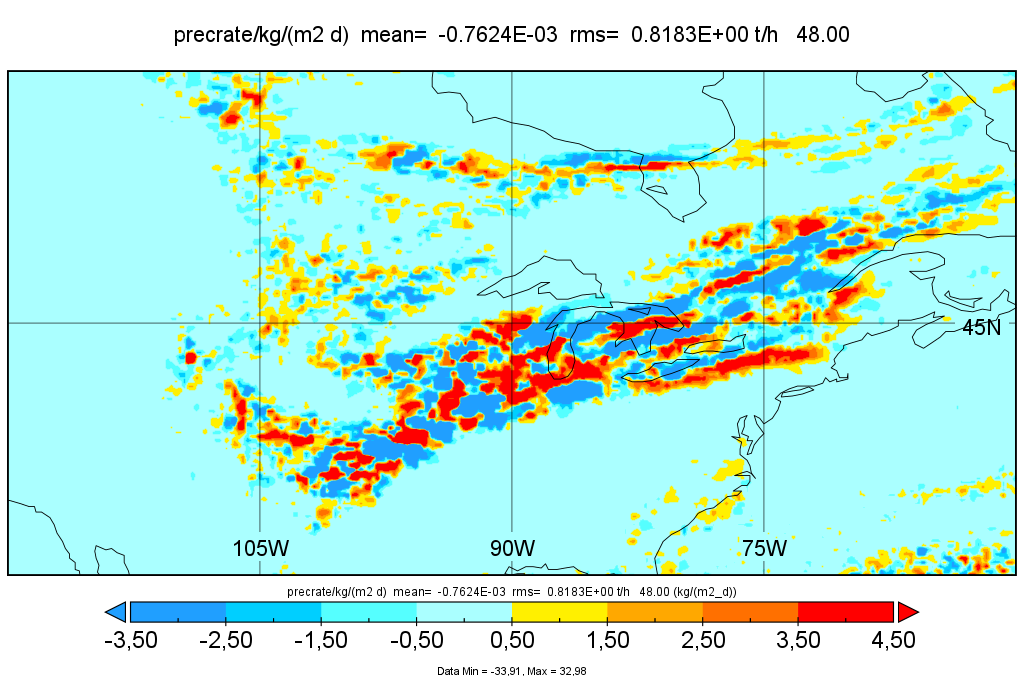 precrate/kg/(m2 d)  mean=  -0.7624E-03  rms=  0.8183E+00 t/h   48.00
45N
105W 90W 75W
precrate/kg/(m2 d)  mean=  -0.7624E-03  rms=  0.8183E+00 t/h   48.00 (kg/(m2_d))
-3,50 -2,50 -1,50 -0,50 0,50 1,50 2,50 3,50 4,50
Data Min = -33,91, Max = 32,98